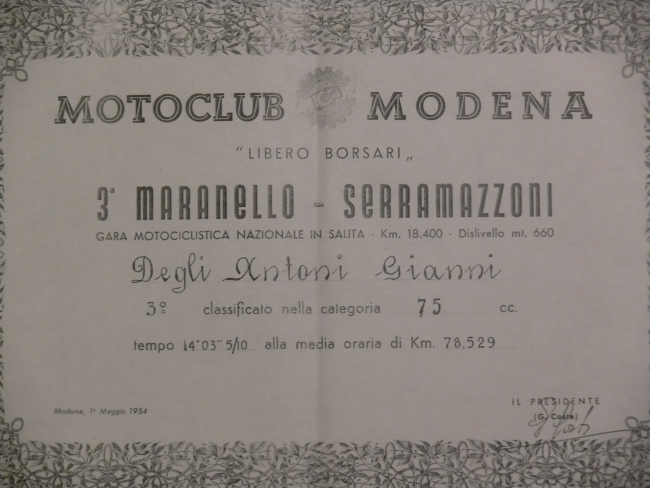 MOTOCLUB MODENA
"LIBERO BORSARI„
3ª MARANELLO - SERRAMAZZONI
GARA MOTOCICLISTICA NAZIONALE IN SALITA - Km. 18.400 - Dislivello mt. 660
Degli Antoni Gianni
3º classificato nella categoria 75 cc.
tempo 14'03"5/10 alla media oraria di Km. 78,529
Modena, 1º Maggio 1954
IL PRESIDENTE